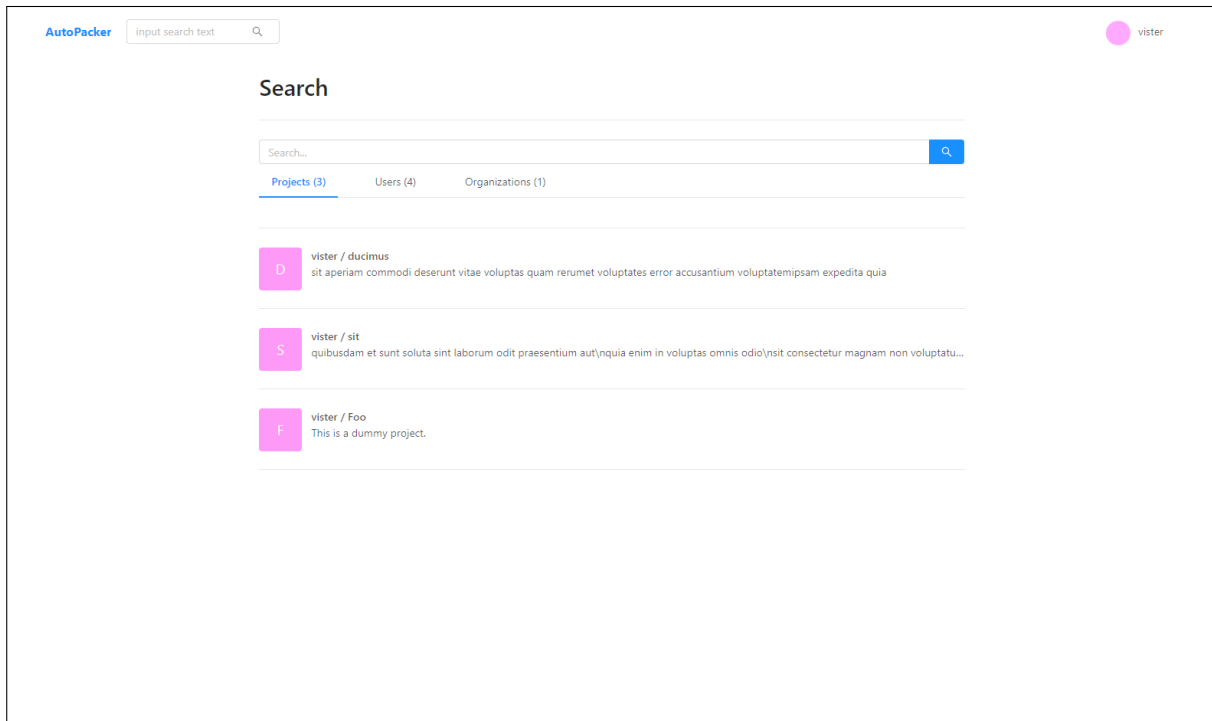 AutoPacker input search text vister
Search
Search...
Projects (3) Users (4) Organizations (1)
D
vister / ducimus
sit aperiam commodi deserunt vitae voluptas quam rerumet voluptates error accusantium voluptatemipsam expedita quia
S
vister / sit
quibusdam et sunt soluta sint laborum odit praesentium aut\nquia enim in voluptas omnis odio\nsit consectetur magnam non voluptatu...
F
vister / Foo
This is a dummy project.